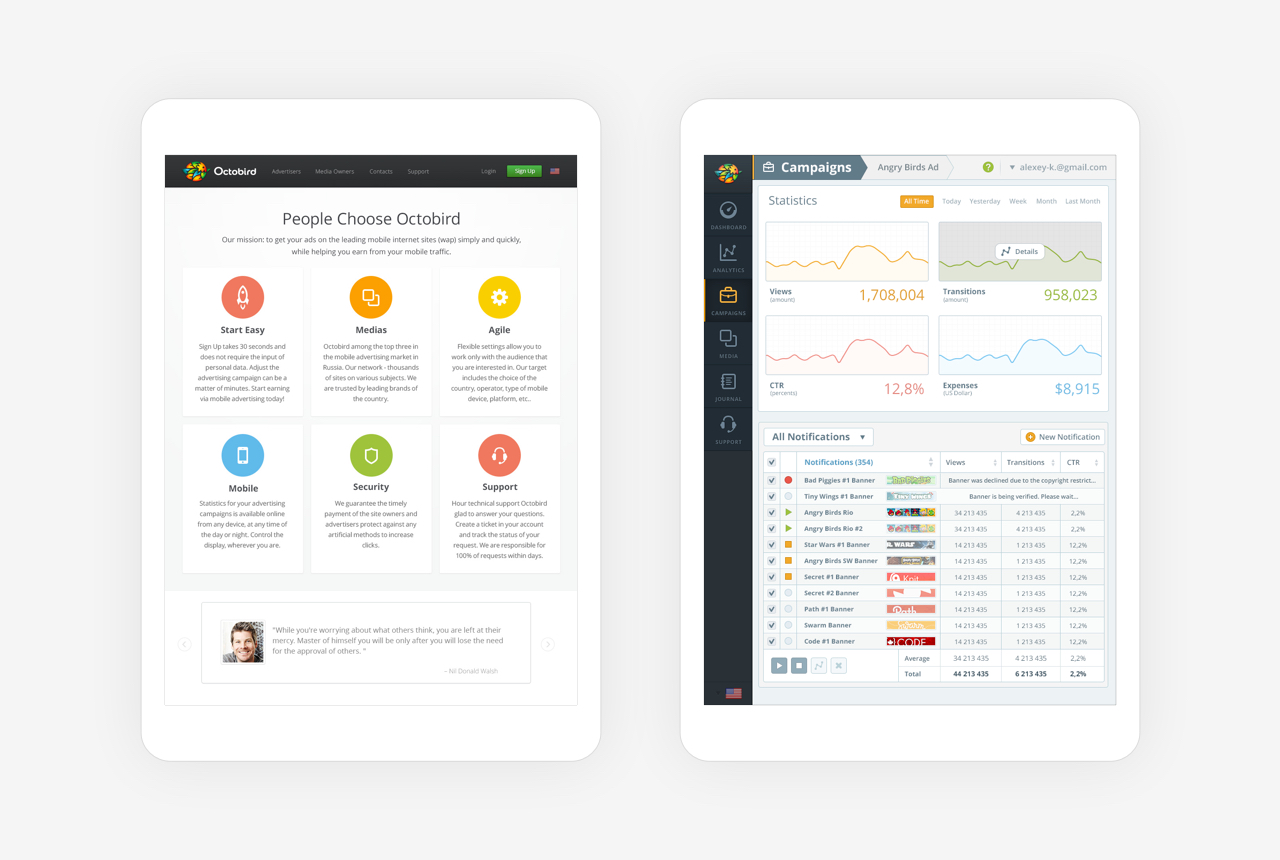 Octobird
Advertisers Media Owners Contacts Support Login Sign Up
People Choose Octobird
Our mission: to get your ads on the leading mobile internet sites (wap) simply and quickly,
while helping you earn from your mobile traffic.
Start Easy
Sign Up takes 30 seconds and
does not require the input of
personal data. Adjust the
advertising campaign can be a
matter of minutes. Start earning
via mobile advertising today!
Medias
Octobird among the top three in
the mobile advertising market in
Russia. Our network - thousands
of sites on various subjects. We
are trusted by leading brands of
the country.
Agile
Flexible settings allow you to
work only with the audience that
you are interested in. Our target
includes the choice of the
country, operator, type of mobile
device, platform, etc..
Mobile
Statistics for your advertising
campaigns is available online
from any device, at any time of
the day or night. Control the
display, wherever you are.
Security
We guarantee the timely
payment of the site owners and
advertisers protect against any
artificial methods to increase
clicks.
Support
Hour technical support Octobird
glad to answer your questions.
Create a ticket in your account
and track the status of your
request. We are responsible for
100% of requests within days.
"While you're worrying about what others think, you are left at their
mercy. Master of himself you will be only after you will lose the need
for the approval of others. "
– Nil Donald Walsh
Campaigns Angry Birds Ad ? alexey-k.@gmail.com
DASHBOARD
ANALYTICS
CAMPAIGNS
MEDIA
JOURNAL
SUPPORT
Statistics All Time Today Yesterday Week Month Last Month
Details
Views
(amount)
1,708,004
Transitions
(amount)
958,023
CTR
(percents)
12,8%
Expenses
(US Dollar)
$8,915
All Notifications New Notification
Notifications (354) Views Transitions CTR
Bad Piggies #1 Banner Banner was declined due to the copyright restrict...
Tiny Wings #1 Banner TINY WINGS Banner is being verified. Please wait...
Angry Birds Rio 34 213 435 4 213 435 2,2%
Angry Birds Rio #2 34 213 435 4 213 435 2,2%
Star Wars #1 Banner WARS 14 213 435 1 213 435 12,2%
Angry Birds SW Banner 14 213 435 1 213 435 12,2%
Secret #1 Banner Knit 14 213 435 1 213 435 12,2%
Secret #2 Banner 14 213 435 1 213 435 12,2%
Path #1 Banner Path 14 213 435 1 213 435 12,2%
Swarm Banner 14 213 435 1 213 435 12,2%
Code #1 Banner CODE 14 213 435 1 213 435 12,2%
Average 34 213 435 4 213 435 2,2%
Total 44 213 435 6 213 435 2,2%